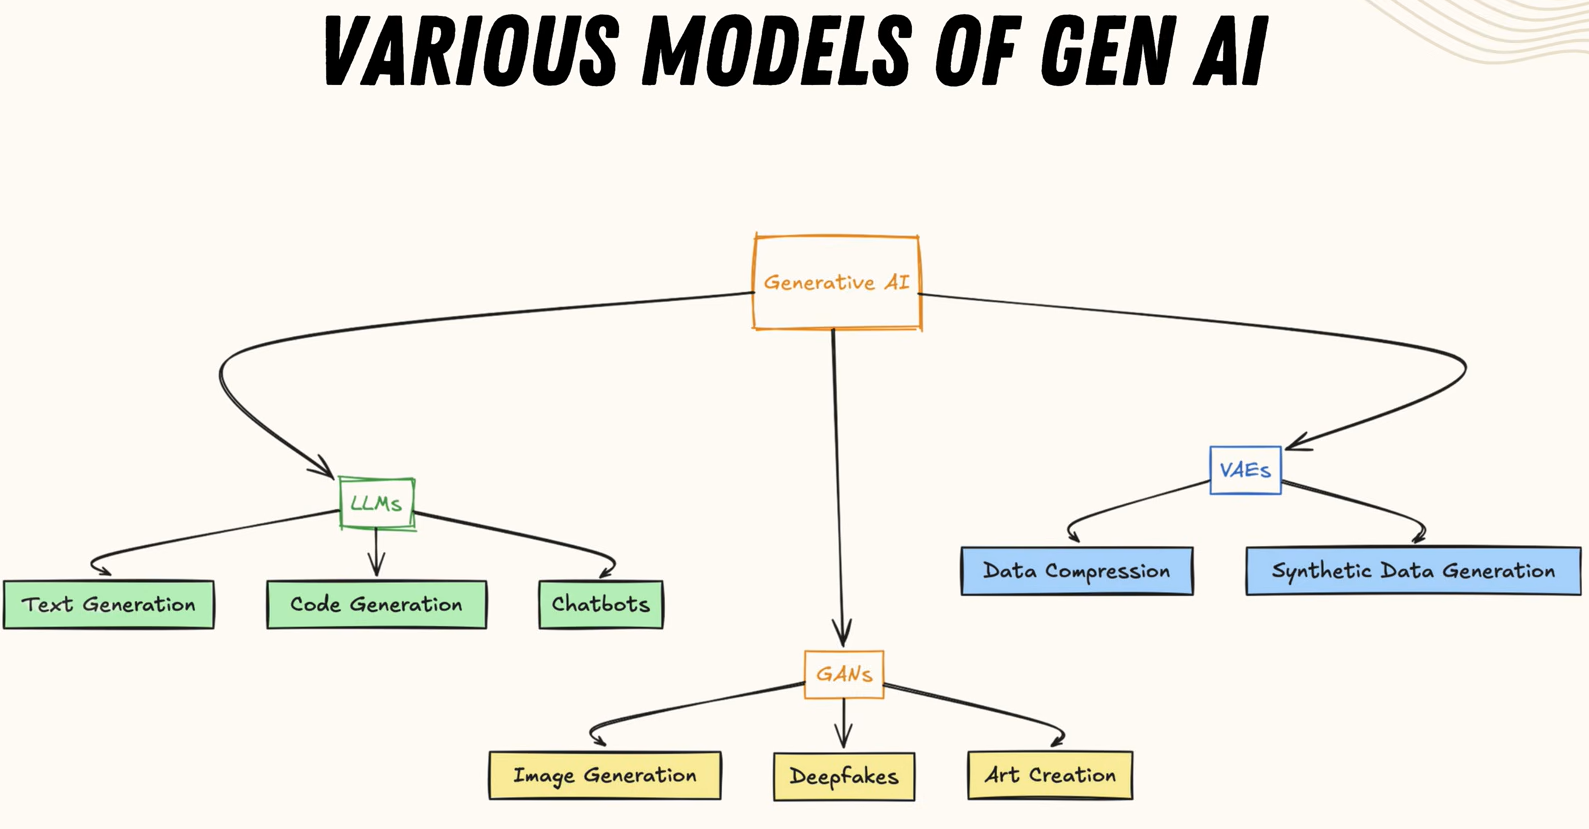 VARIOUS MODELS OF GEN AI
Generative AI
LLMs
Text Generation
Code Generation
Chatbots
GANs
Image Generation
Deepfakes
Art Creation
VAEs
Data Compression
Synthetic Data Generation